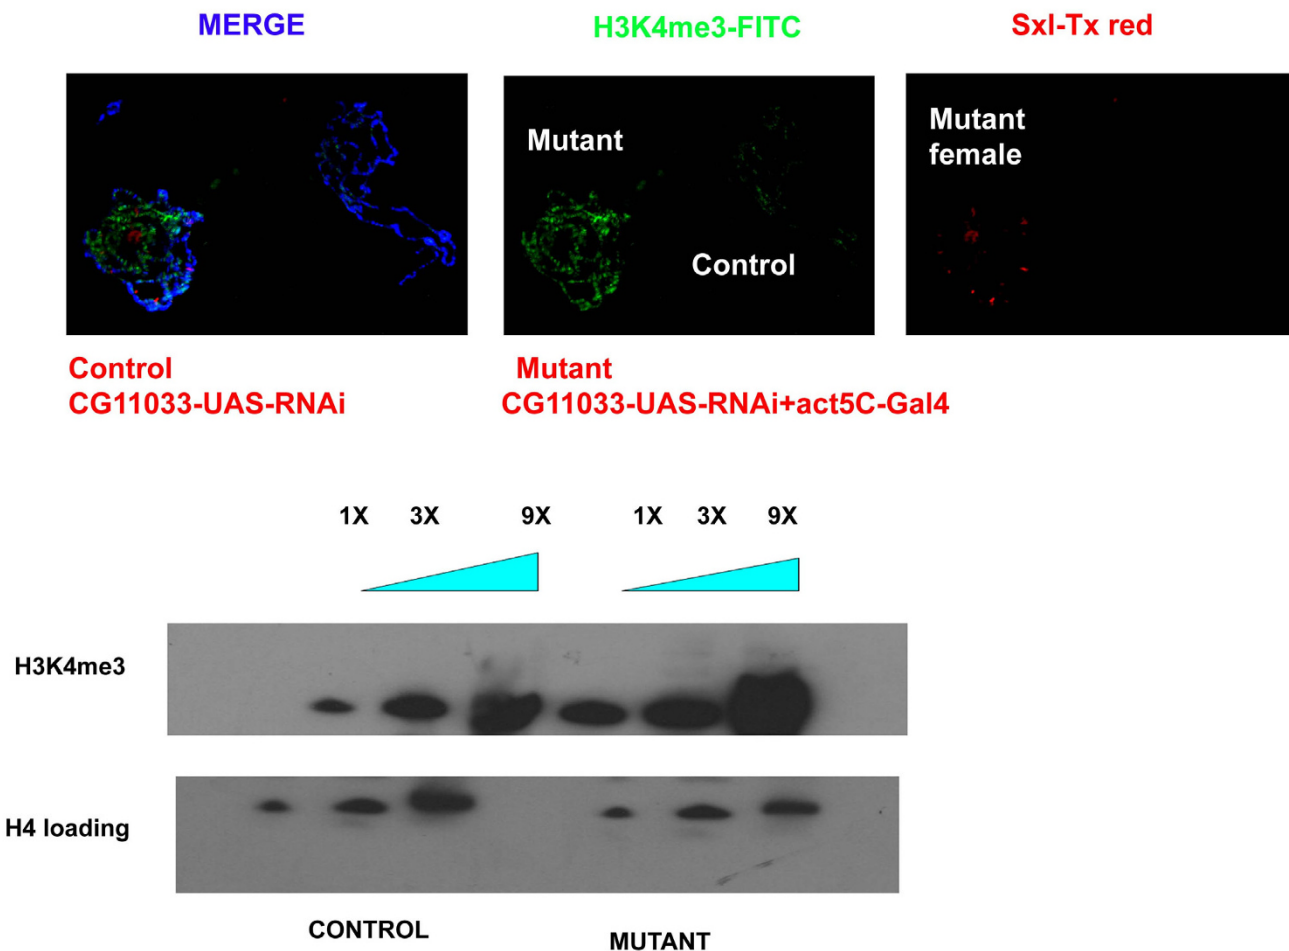 MERGE
H3K4me3-FITC
Sxl-Tx red
Mutant
Control
Mutant
female
Control
CG11033-UAS-RNAi
Mutant
CG11033-UAS-RNAi+act5C-Gal4
1X 3X 9X 1X 3X 9X
H3K4me3
H4 loading
CONTROL
MUTANT